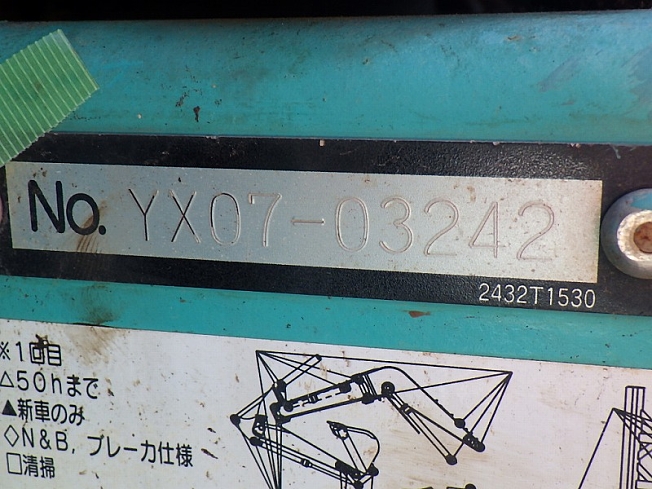 No. YX07-03242
2432T1530
※1回目
△50hまで
▲新車のみ
◇N&B, ブレーカ仕様
□清掃